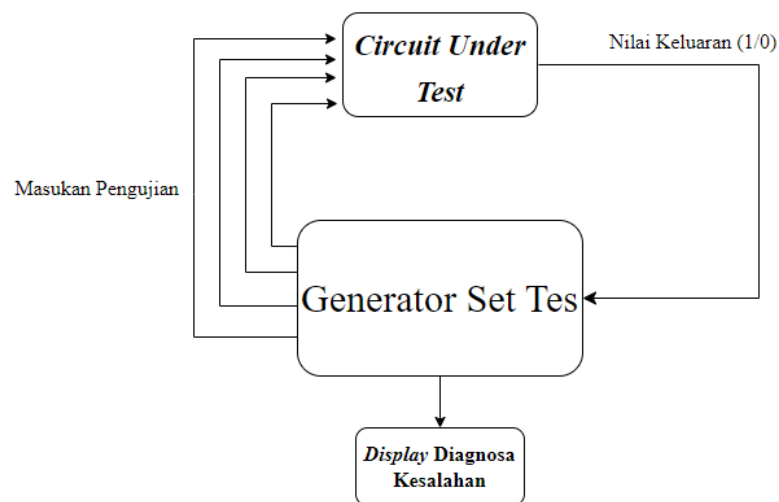 Circuit Under
Test
Nilai Keluaran (1/0)
Masukan Pengujian
Generator Set Tes
Display Diagnosa
Kesalahan